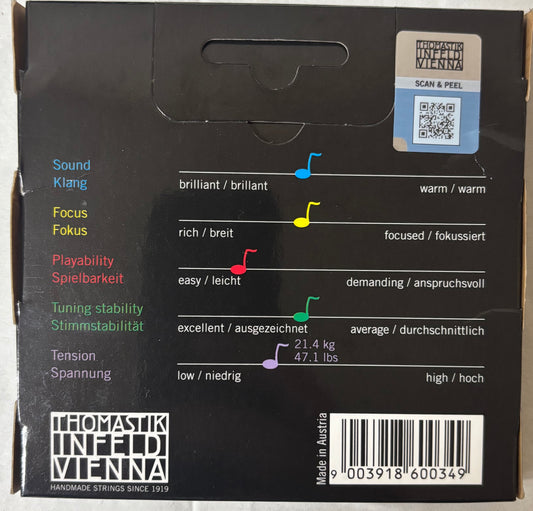 THOMASTIK
INFELD
VIENNA
SCAN & PEEL
Sound
Klang
brilliant / brillant
warm / warm
Focus
Fokus
rich / breit
focused / fokussiert
Playability
Spielbarkeit
easy / leicht
demanding / anspruchsvoll
Tuning stability
Stimmstabilität
excellent / ausgezeichnet
average / durchschnittlich
Tension
Spannung
21.4 kg
47.1 lbs
low / niedrig
high / hoch
THOMASTIK
INFELD
VIENNA
HANDMADE STRINGS SINCE 1919
Made in Austria
9 003918 600349